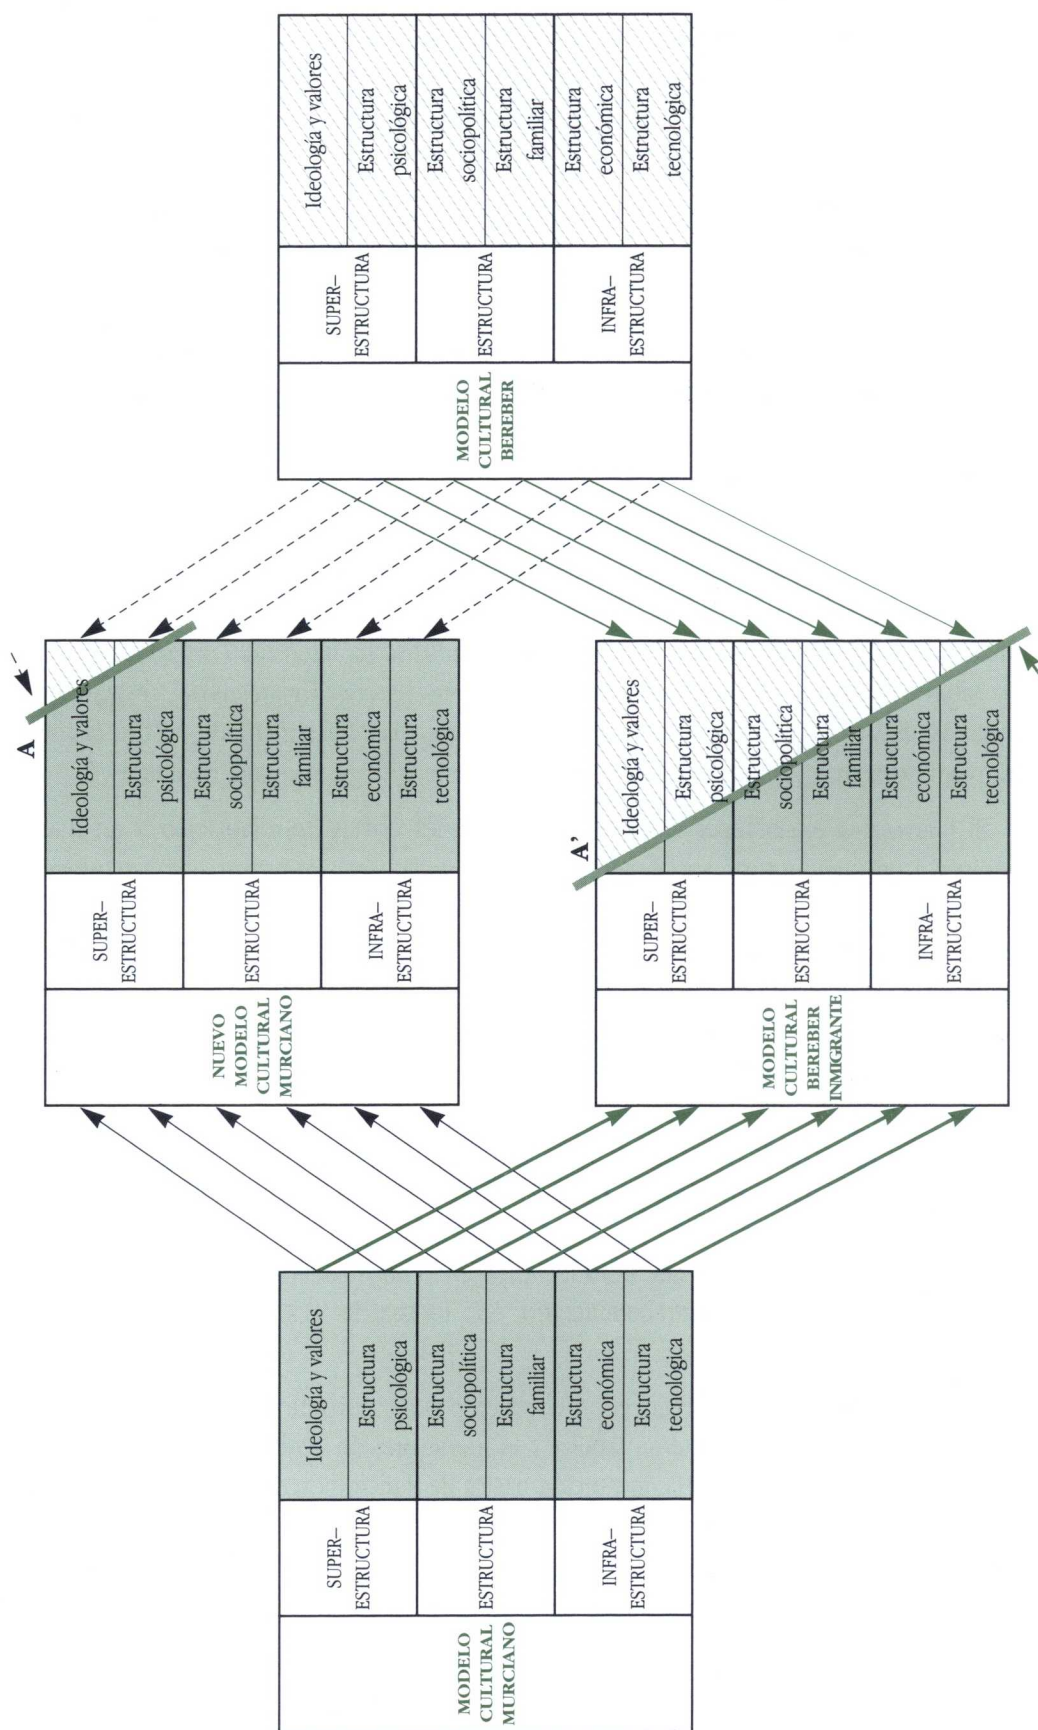 A
NUEVO
MODELO
CULTURAL
MURCIANO
SUPER–
ESTRUCTURA
Ideología y valores
Estructura
psicológica
ESTRUCTURA
Estructura
sociopolítica
Estructura
familiar
INFRA–
ESTRUCTURA
Estructura
económica
Estructura
tecnológica
MODELO
CULTURAL
MURCIANO
SUPER–
ESTRUCTURA
Ideología y valores
Estructura
psicológica
ESTRUCTURA
Estructura
sociopolítica
Estructura
familiar
INFRA–
ESTRUCTURA
Estructura
económica
Estructura
tecnológica
MODELO
CULTURAL
BEREBER
SUPER–
ESTRUCTURA
Ideología y valores
Estructura
psicológica
ESTRUCTURA
Estructura
sociopolítica
Estructura
familiar
INFRA–
ESTRUCTURA
Estructura
económica
Estructura
tecnológica
A’
MODELO
CULTURAL
BEREBER
INMIGRANTE
SUPER–
ESTRUCTURA
Ideología y valores
Estructura
psicológica
ESTRUCTURA
Estructura
sociopolítica
Estructura
familiar
INFRA–
ESTRUCTURA
Estructura
económica
Estructura
tecnológica